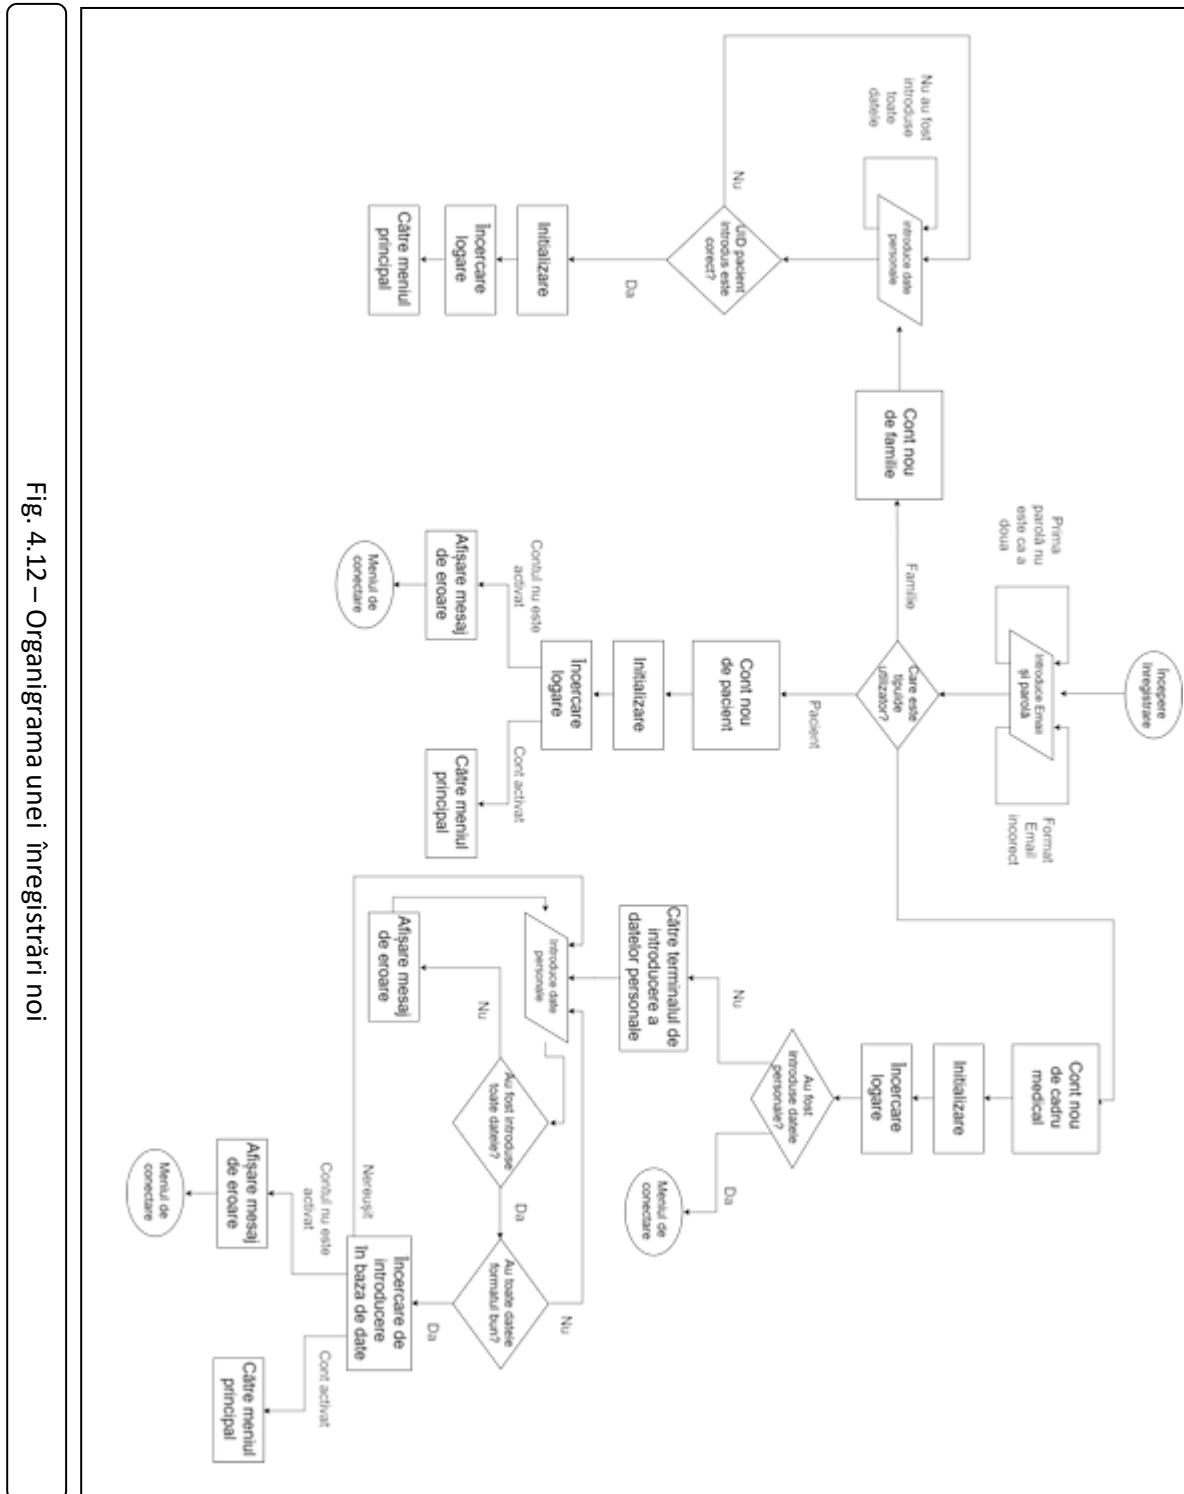 Începere
înregistrare
Prima
parolă nu
este ca a
doua
Introduce Email
și parolă
Format
Email
incorect
Care este
tipulde
utilizator?
Familie
Pacient
Cont nou
de familie
Nu au fost
introduse
toate
datele
introduce date
personale
UID pacient
introdus este
corect?
Nu
Da
Initializare
Încercare
logare
Către meniul
principal
Cont nou
de pacient
Initializare
Încercare
logare
Contul nu este
activat
Cont activat
Afișare mesaj
de eroare
Către meniul
principal
Meniul de
conectare
Cont nou
de cadru
medical
Initializare
Încercare
logare
Au fost
introduse datele
personale?
Nu
Da
Către terminalul de
introducere a
datelor personale
Meniul de
conectare
Introduce date
personale
Au fost introduse
toate datele?
Nu
Da
Afișare mesaj
de eroare
Au toate datele
formatul bun?
Nu
Da
Nereușit
Încercare de
introducere
în baza de date
Contul nu este
activat
Cont activat
Afișare mesaj
de eroare
Către meniul
principal
Meniul de
conectare
Fig. 4.12 – Organigrama unei înregistrări noi